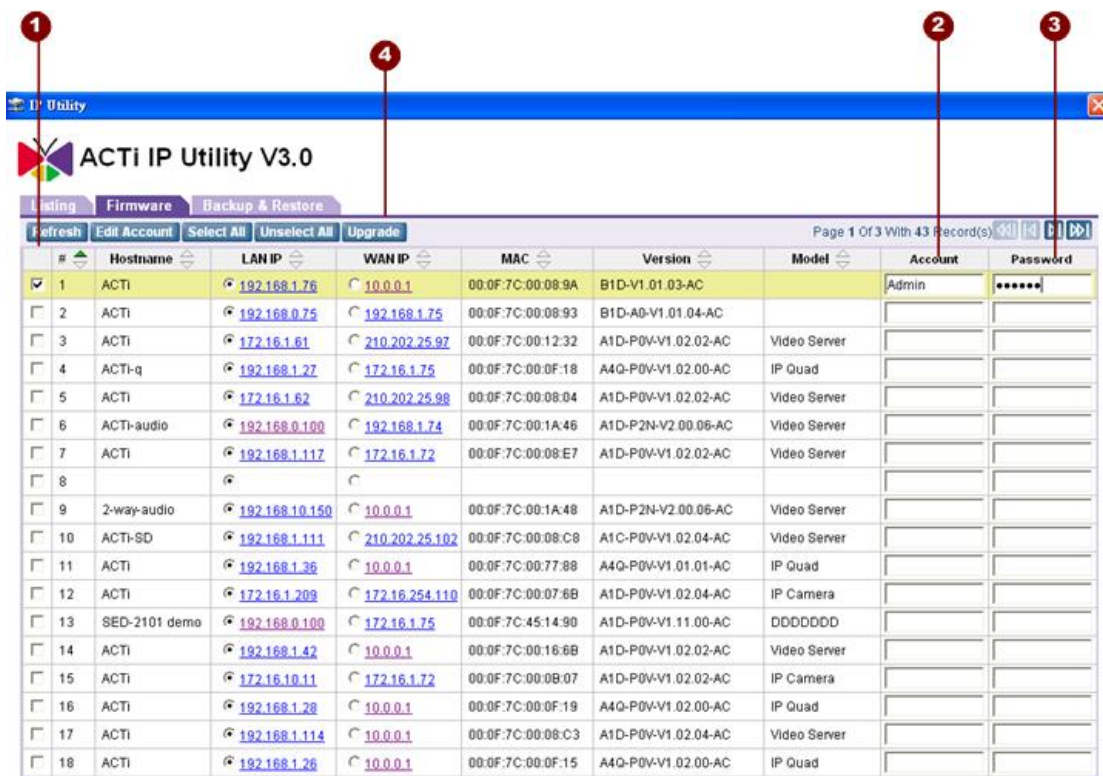 1 2 3
4
IP Utility
ACTi IP Utility V3.0
Listing Firmware Backup & Restore
Refresh Edit Account Select All Unselect All Upgrade Page 1 Of 3 With 43 Record(s)
# Hostname LAN IP WAN IP MAC Version Model Account Password
1 ACTi 192.168.1.76 10.0.0.1 00:0F:7C:00:08:9A B1D-V1.01.03-AC Admin ••••••
2 ACTi 192.168.0.75 192.168.1.75 00:0F:7C:00:08:93 B1D-A0-V1.01.04-AC
3 ACTi 172.16.1.61 210.202.25.97 00:0F:7C:00:12:32 A1D-P0V-V1.02.02-AC Video Server
4 ACTi-q 192.168.1.27 172.16.1.75 00:0F:7C:00:0F:18 A4Q-P0V-V1.02.00-AC IP Quad
5 ACTi 172.16.1.62 210.202.25.98 00:0F:7C:00:08:04 A1D-P0V-V1.02.02-AC Video Server
6 ACTi-audio 192.168.0.100 192.168.1.74 00:0F:7C:00:1A:46 A1D-P2N-V2.00.06-AC Video Server
7 ACTi 192.168.1.117 172.16.1.72 00:0F:7C:00:08:E7 A1D-P0V-V1.02.02-AC Video Server
8
9 2-way-audio 192.168.10.150 10.0.0.1 00:0F:7C:00:1A:48 A1D-P2N-V2.00.06-AC Video Server
10 ACTi-SD 192.168.1.111 210.202.25.102 00:0F:7C:00:08:C8 A1C-P0V-V1.02.04-AC Video Server
11 ACTi 192.168.1.36 10.0.0.1 00:0F:7C:00:77:88 A4Q-P0V-V1.01.01-AC IP Quad
12 ACTi 172.16.1.209 172.16.254.110 00:0F:7C:00:07:6B A1D-P0V-V1.02.04-AC IP Camera
13 SED-2101 demo 192.168.0.100 172.16.1.75 00:0F:7C:45:14:90 A1D-P0V-V1.11.00-AC DDDDDDD
14 ACTi 192.168.1.42 10.0.0.1 00:0F:7C:00:16:6B A1D-P0V-V1.02.02-AC Video Server
15 ACTi 172.16.10.11 172.16.1.72 00:0F:7C:00:0B:07 A1D-P0V-V1.02.02-AC IP Camera
16 ACTi 192.168.1.28 10.0.0.1 00:0F:7C:00:0F:19 A4Q-P0V-V1.02.00-AC IP Quad
17 ACTi 192.168.1.114 10.0.0.1 00:0F:7C:00:08:C3 A1D-P0V-V1.02.04-AC Video Server
18 ACTi 192.168.1.26 10.0.0.1 00:0F:7C:00:0F:15 A4Q-P0V-V1.02.00-AC IP Quad